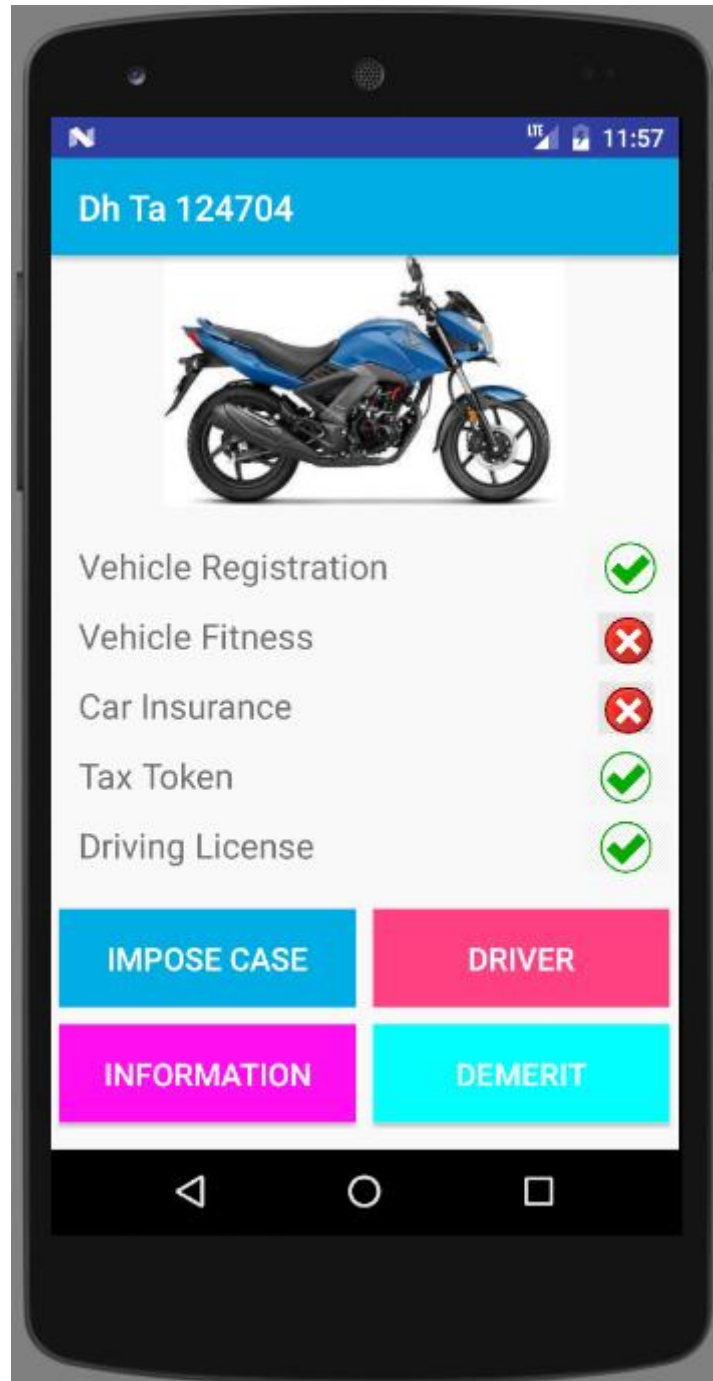 LTE 11:57
Dh Ta 124704
Vehicle Registration
Vehicle Fitness
Car Insurance
Tax Token
Driving License
IMPOSE CASE DRIVER
INFORMATION DEMERIT